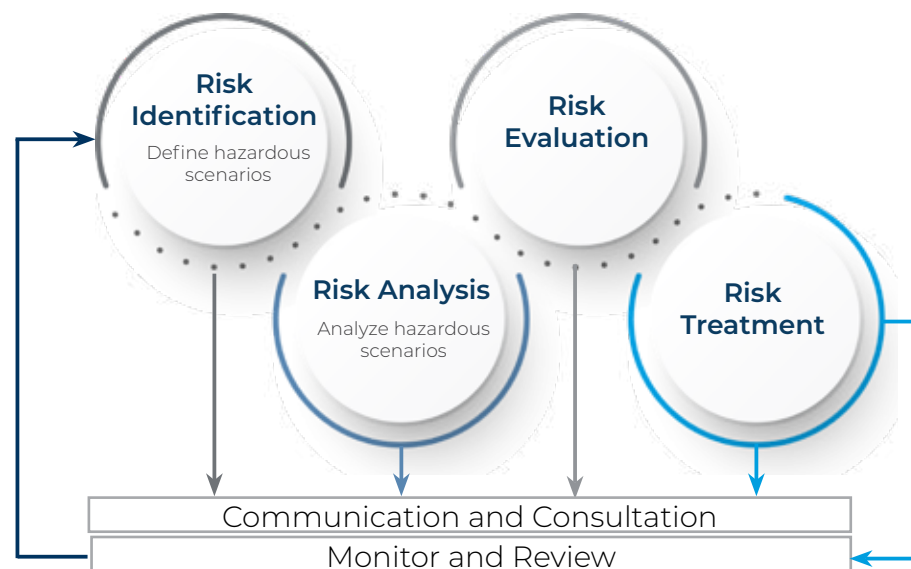 Risk
Identification
Define hazardous
scenarios
Risk Analysis
Analyze hazardous
scenarios
Risk
Evaluation
Risk
Treatment
Communication and Consultation
Monitor and Review